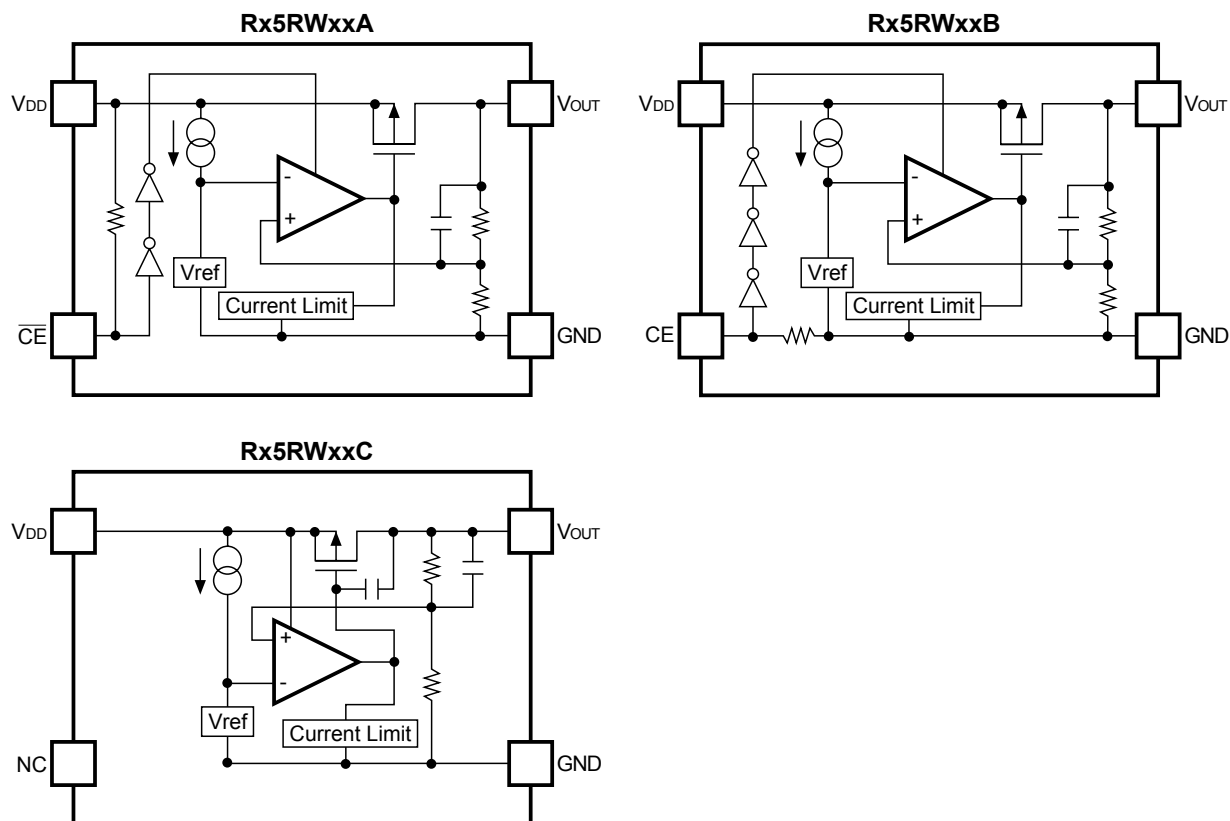 Rx5RWxxA
VDD
VOUT
-
+
Vref
Current Limit
C̅E̅
GND
Rx5RWxxB
VDD
VOUT
-
+
Vref
Current Limit
CE
GND
Rx5RWxxC
VDD
VOUT
+
-
Vref
Current Limit
NC
GND